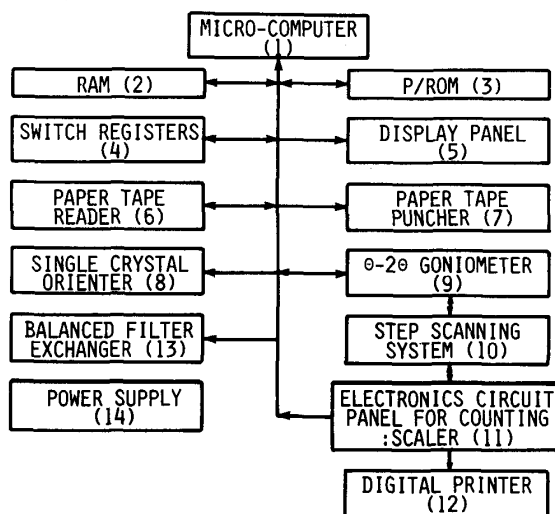 MICRO-COMPUTER
(1)
RAM (2)
P/ROM (3)
SWITCH REGISTERS
(4)
DISPLAY PANEL
(5)
PAPER TAPE
READER (6)
PAPER TAPE
PUNCHER (7)
SINGLE CRYSTAL
ORIENTER (8)
Θ-2Θ GONIOMETER
(9)
BALANCED FILTER
EXCHANGER (13)
STEP SCANNING
SYSTEM (10)
POWER SUPPLY
(14)
ELECTRONICS CIRCUIT
PANEL FOR COUNTING
:SCALER (11)
DIGITAL PRINTER
(12)